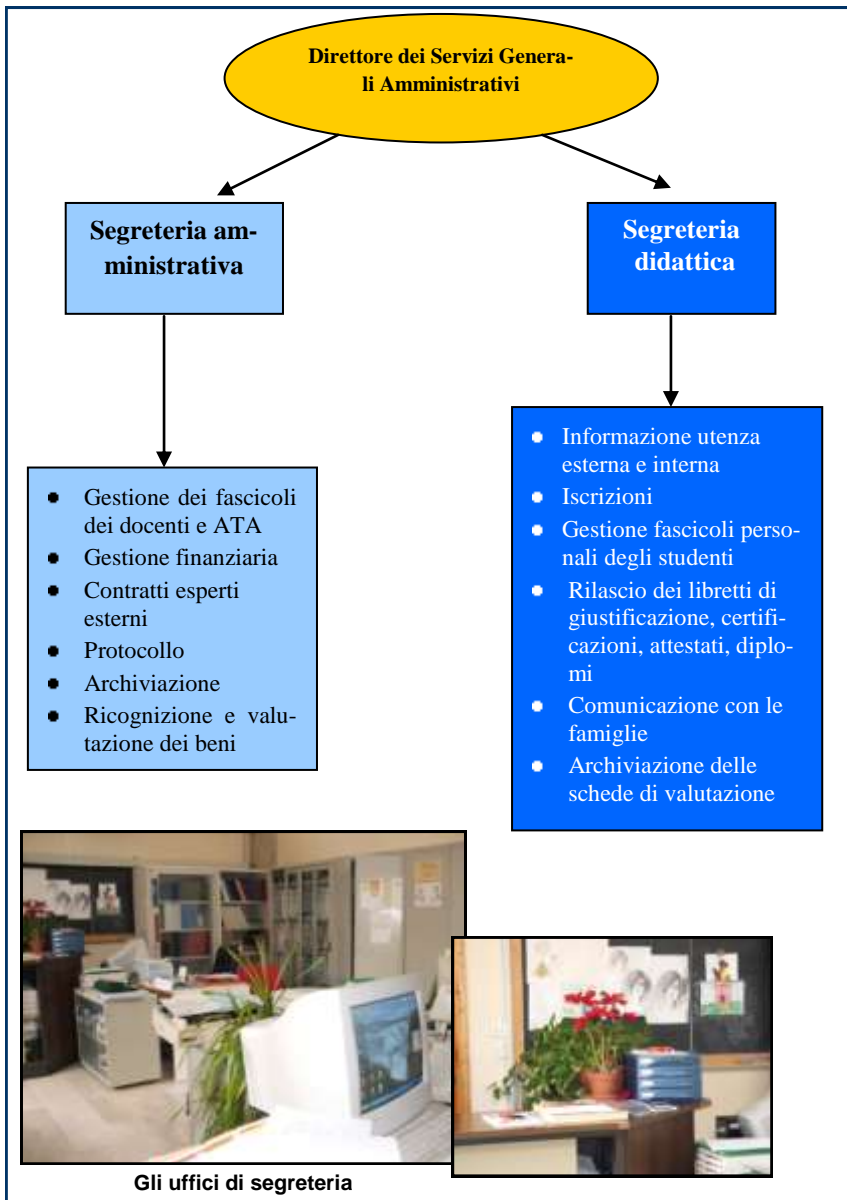 Direttore dei Servizi Genera-
li Amministrativi
Segreteria am-
ministrativa
Segreteria
didattica
Gestione dei fascicoli
dei docenti e ATA
Gestione finanziaria
Contratti esperti
esterni
Protocollo
Archiviazione
Ricognizione e valu-
tazione dei beni
Informazione utenza
esterna e interna
Iscrizioni
Gestione fascicoli perso-
nali degli studenti
Rilascio dei libretti di
giustificazione, certifi-
cazioni, attestati, diplo-
mi
Comunicazione con le
famiglie
Archiviazione delle
schede di valutazione
Gli uffici di segreteria